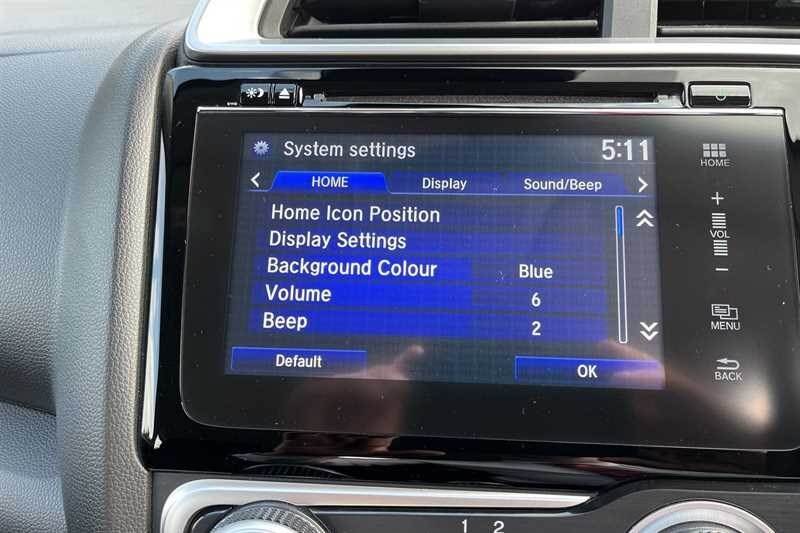 System settings 5:11
HOME Display Sound/Beep
Home Icon Position
Display Settings
Background Colour Blue
Volume 6
Beep 2
Default OK
HOME
+
VOL
−
MENU
BACK
1 2